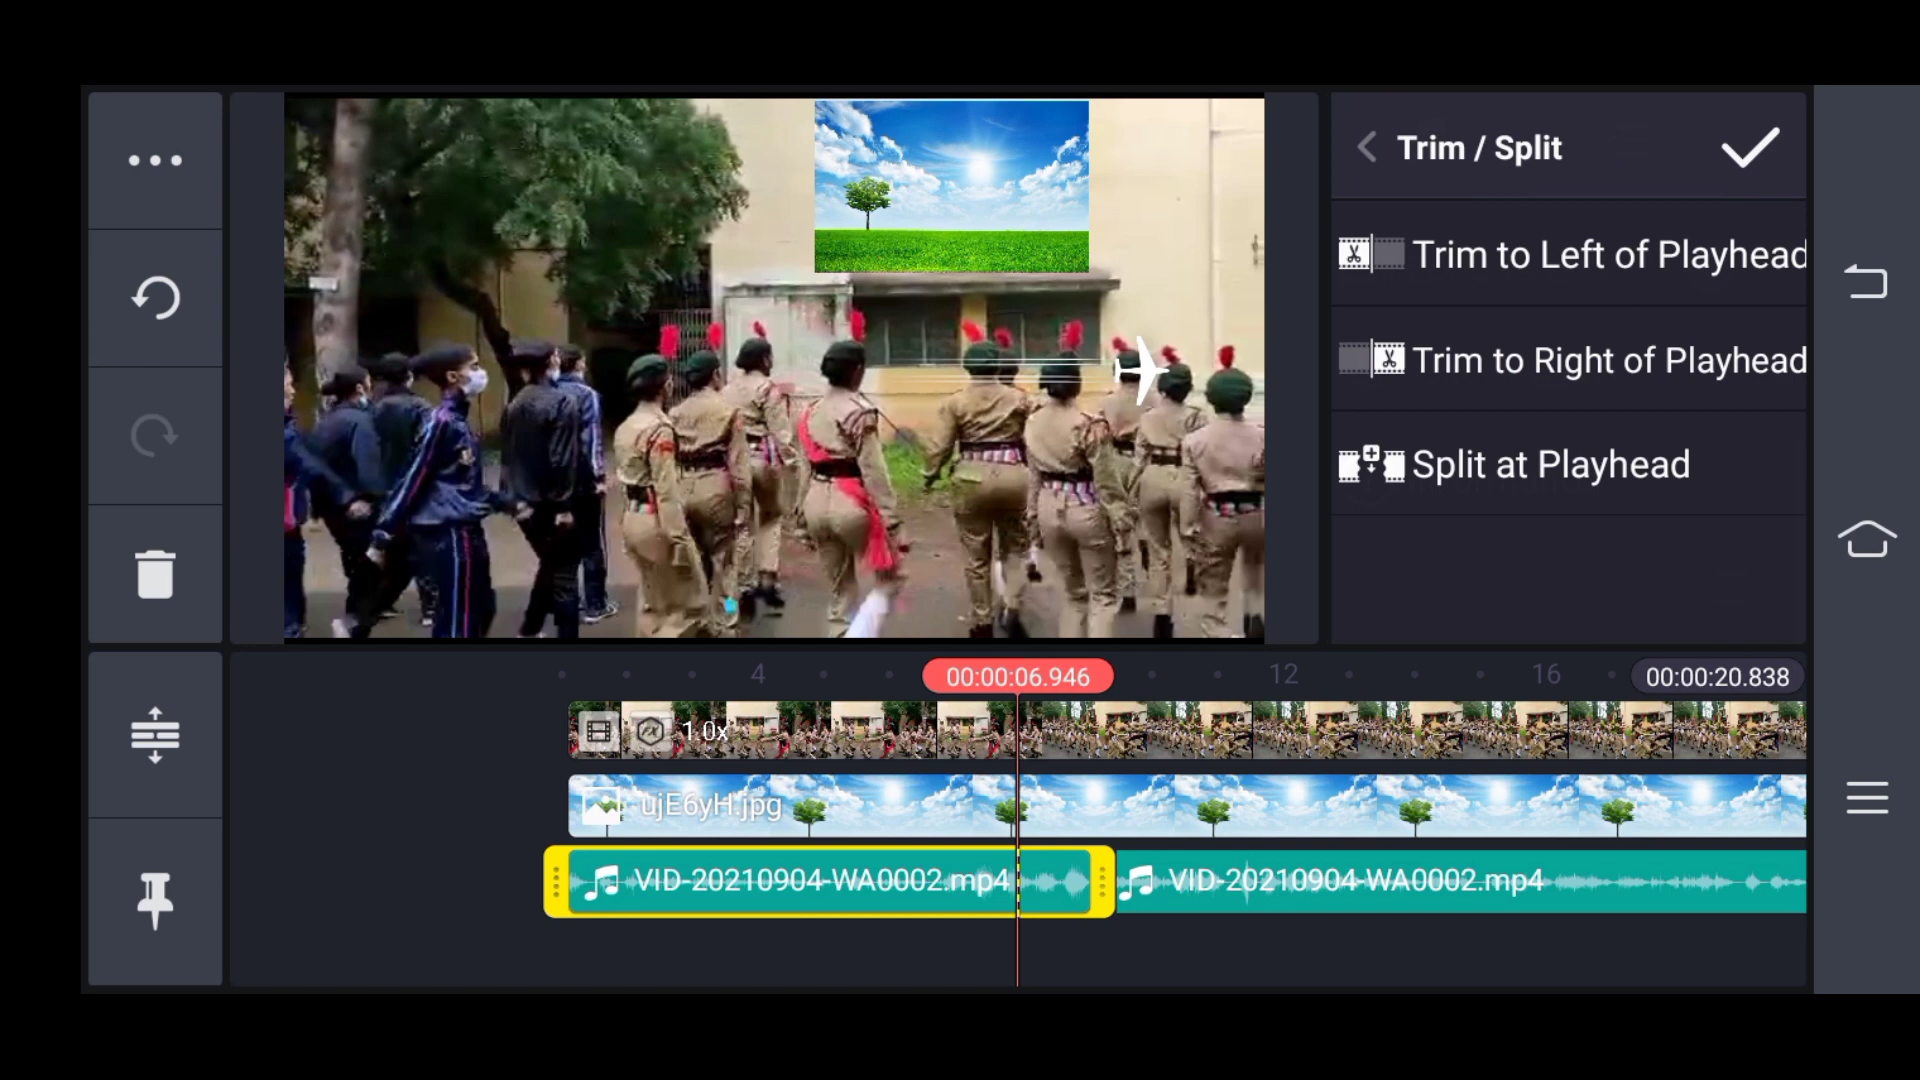 Trim / Split
Trim to Left of Playhead
Trim to Right of Playhead
Split at Playhead
4
00:00:06.946
12
16
00:00:20.838
1.0x
ujE6yH.jpg
VID-20210904-WA0002.mp4
VID-20210904-WA0002.mp4